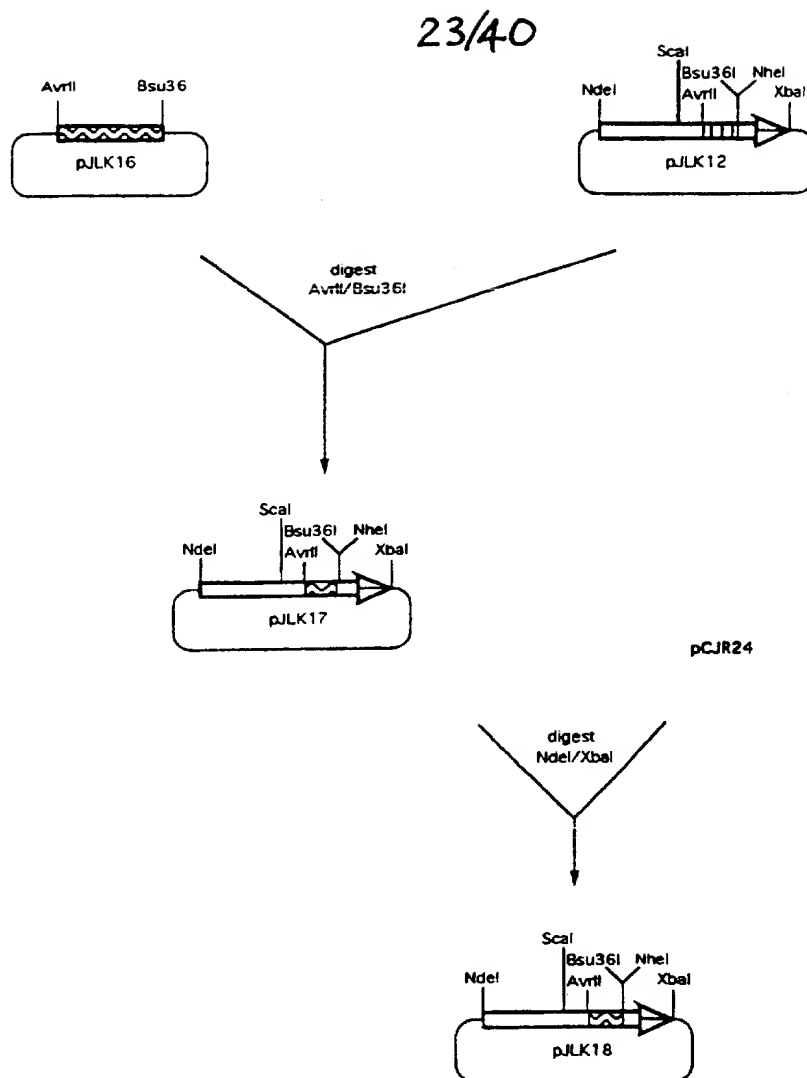 23/40
AvrII Bsu36
pJLK16
ScaI
Bsu36I NheI
NdeI AvrII XbaI
pJLK12
digest
AvrII/Bsu36I
ScaI
Bsu36I NheI
NdeI AvrII XbaI
pJLK17
pCJR24
digest
NdeI/XbaI
ScaI
Bsu36I NheI
NdeI AvrII XbaI
pJLK18